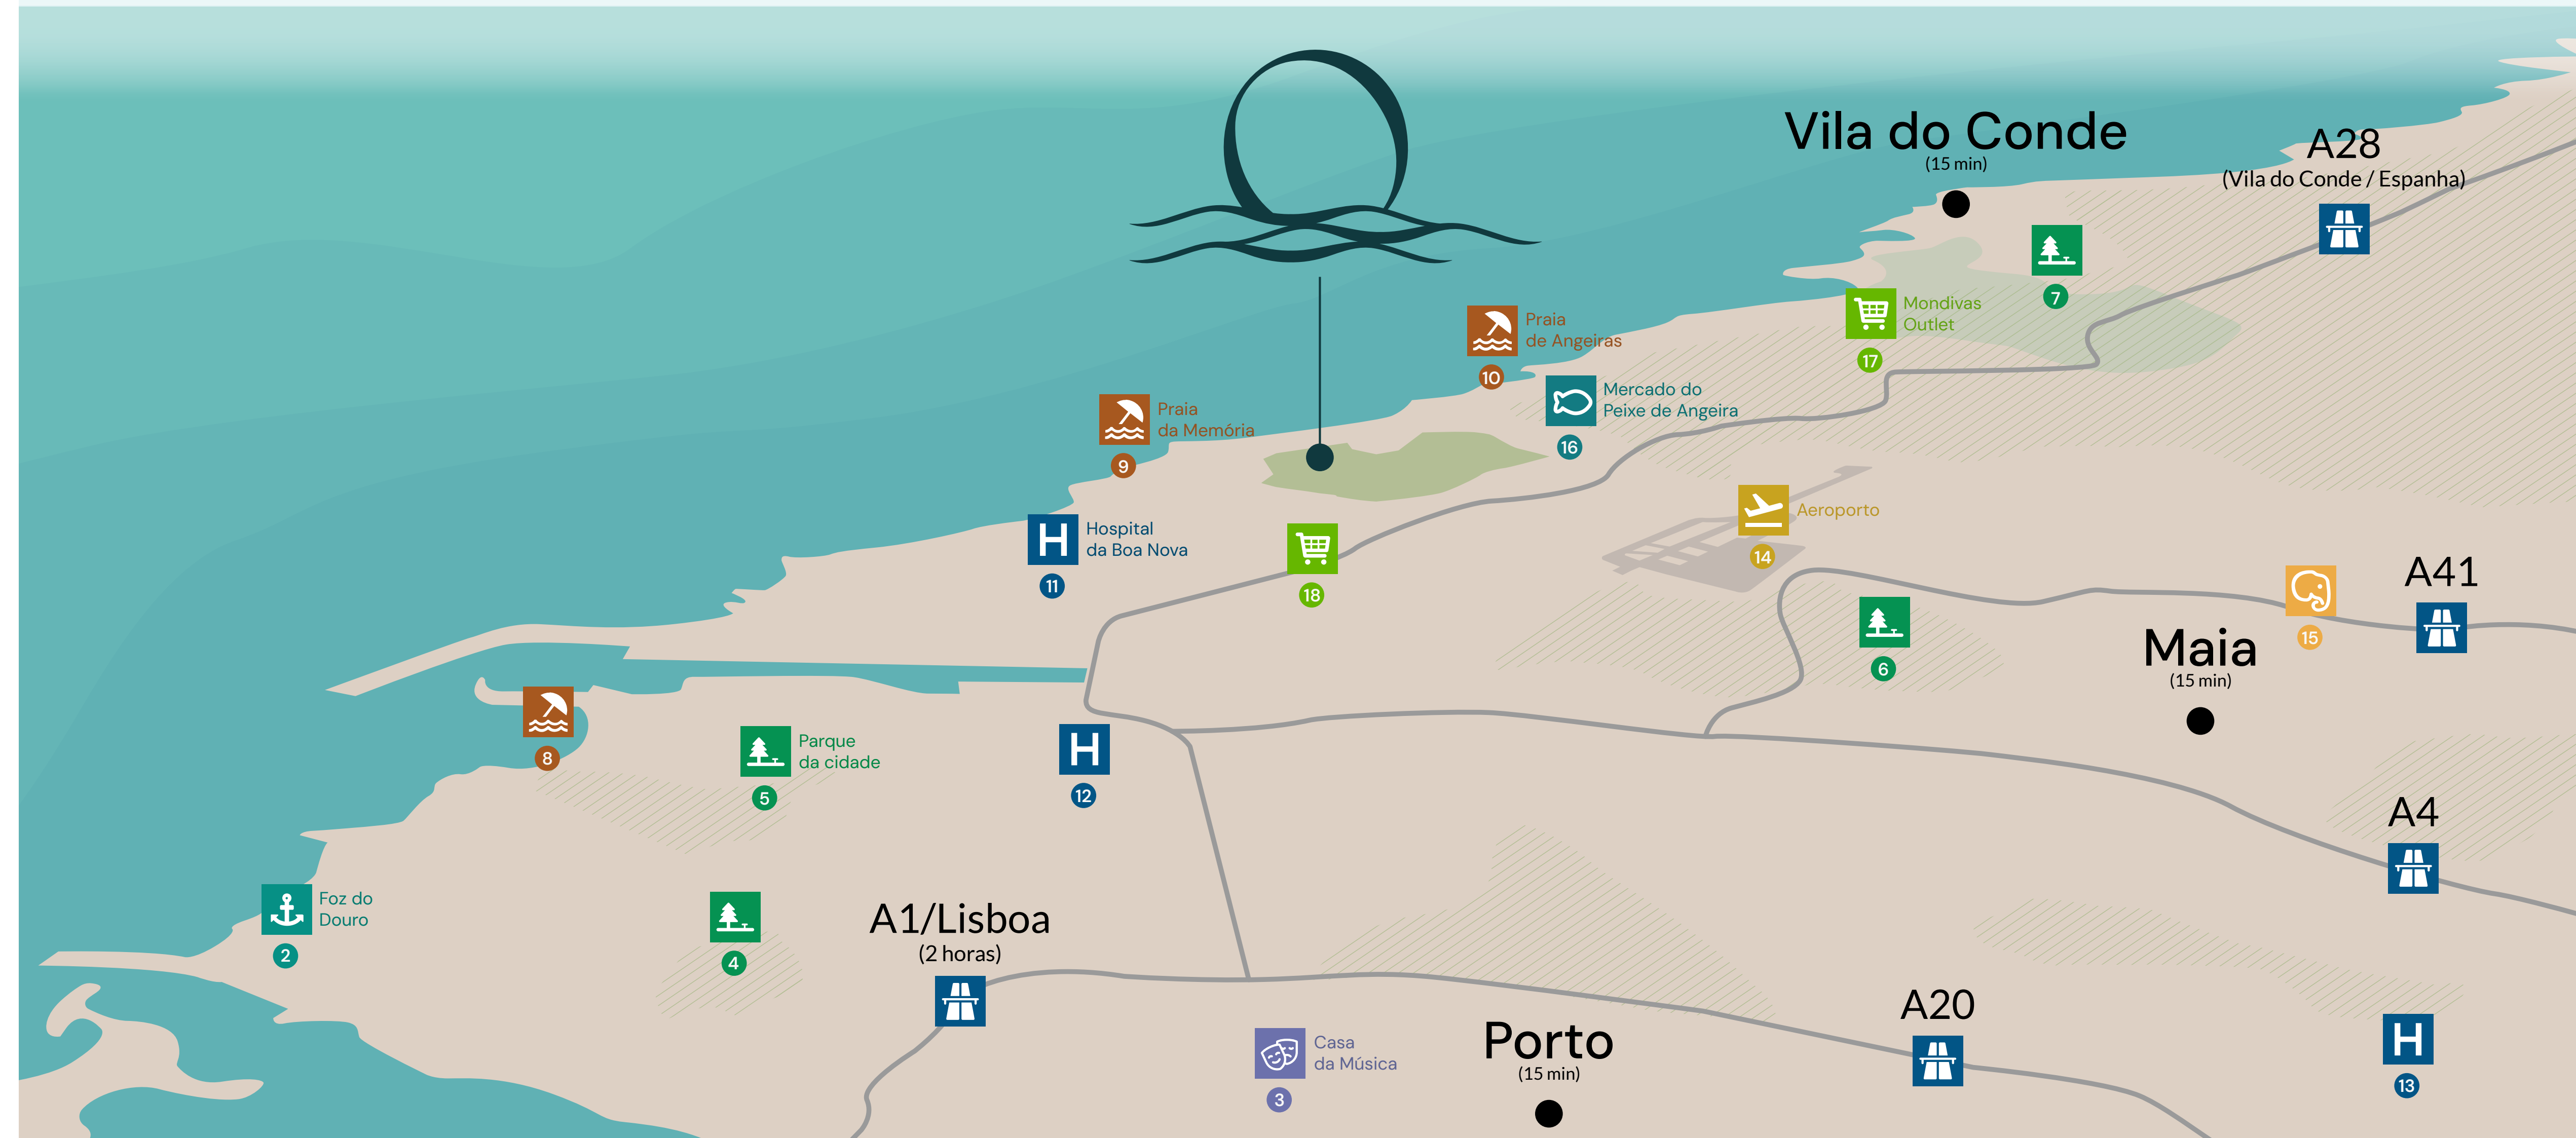 Vila do Conde
(15 min)
A28
(Vila do Conde / Espanha)
7
Mondivas
Outlet
17
Praia
de Angeiras
10
Mercado do
Peixe de Angeira
16
Praia
da Memória
9
Aeroporto
14
H
Hospital
da Boa Nova
11
18
A41
15
Maia
(15 min)
6
8
Parque
da cidade
5
H
12
A4
Foz do
Douro
2
4
A1/Lisboa
(2 horas)
A20
Casa
da Música
3
Porto
(15 min)
H
13